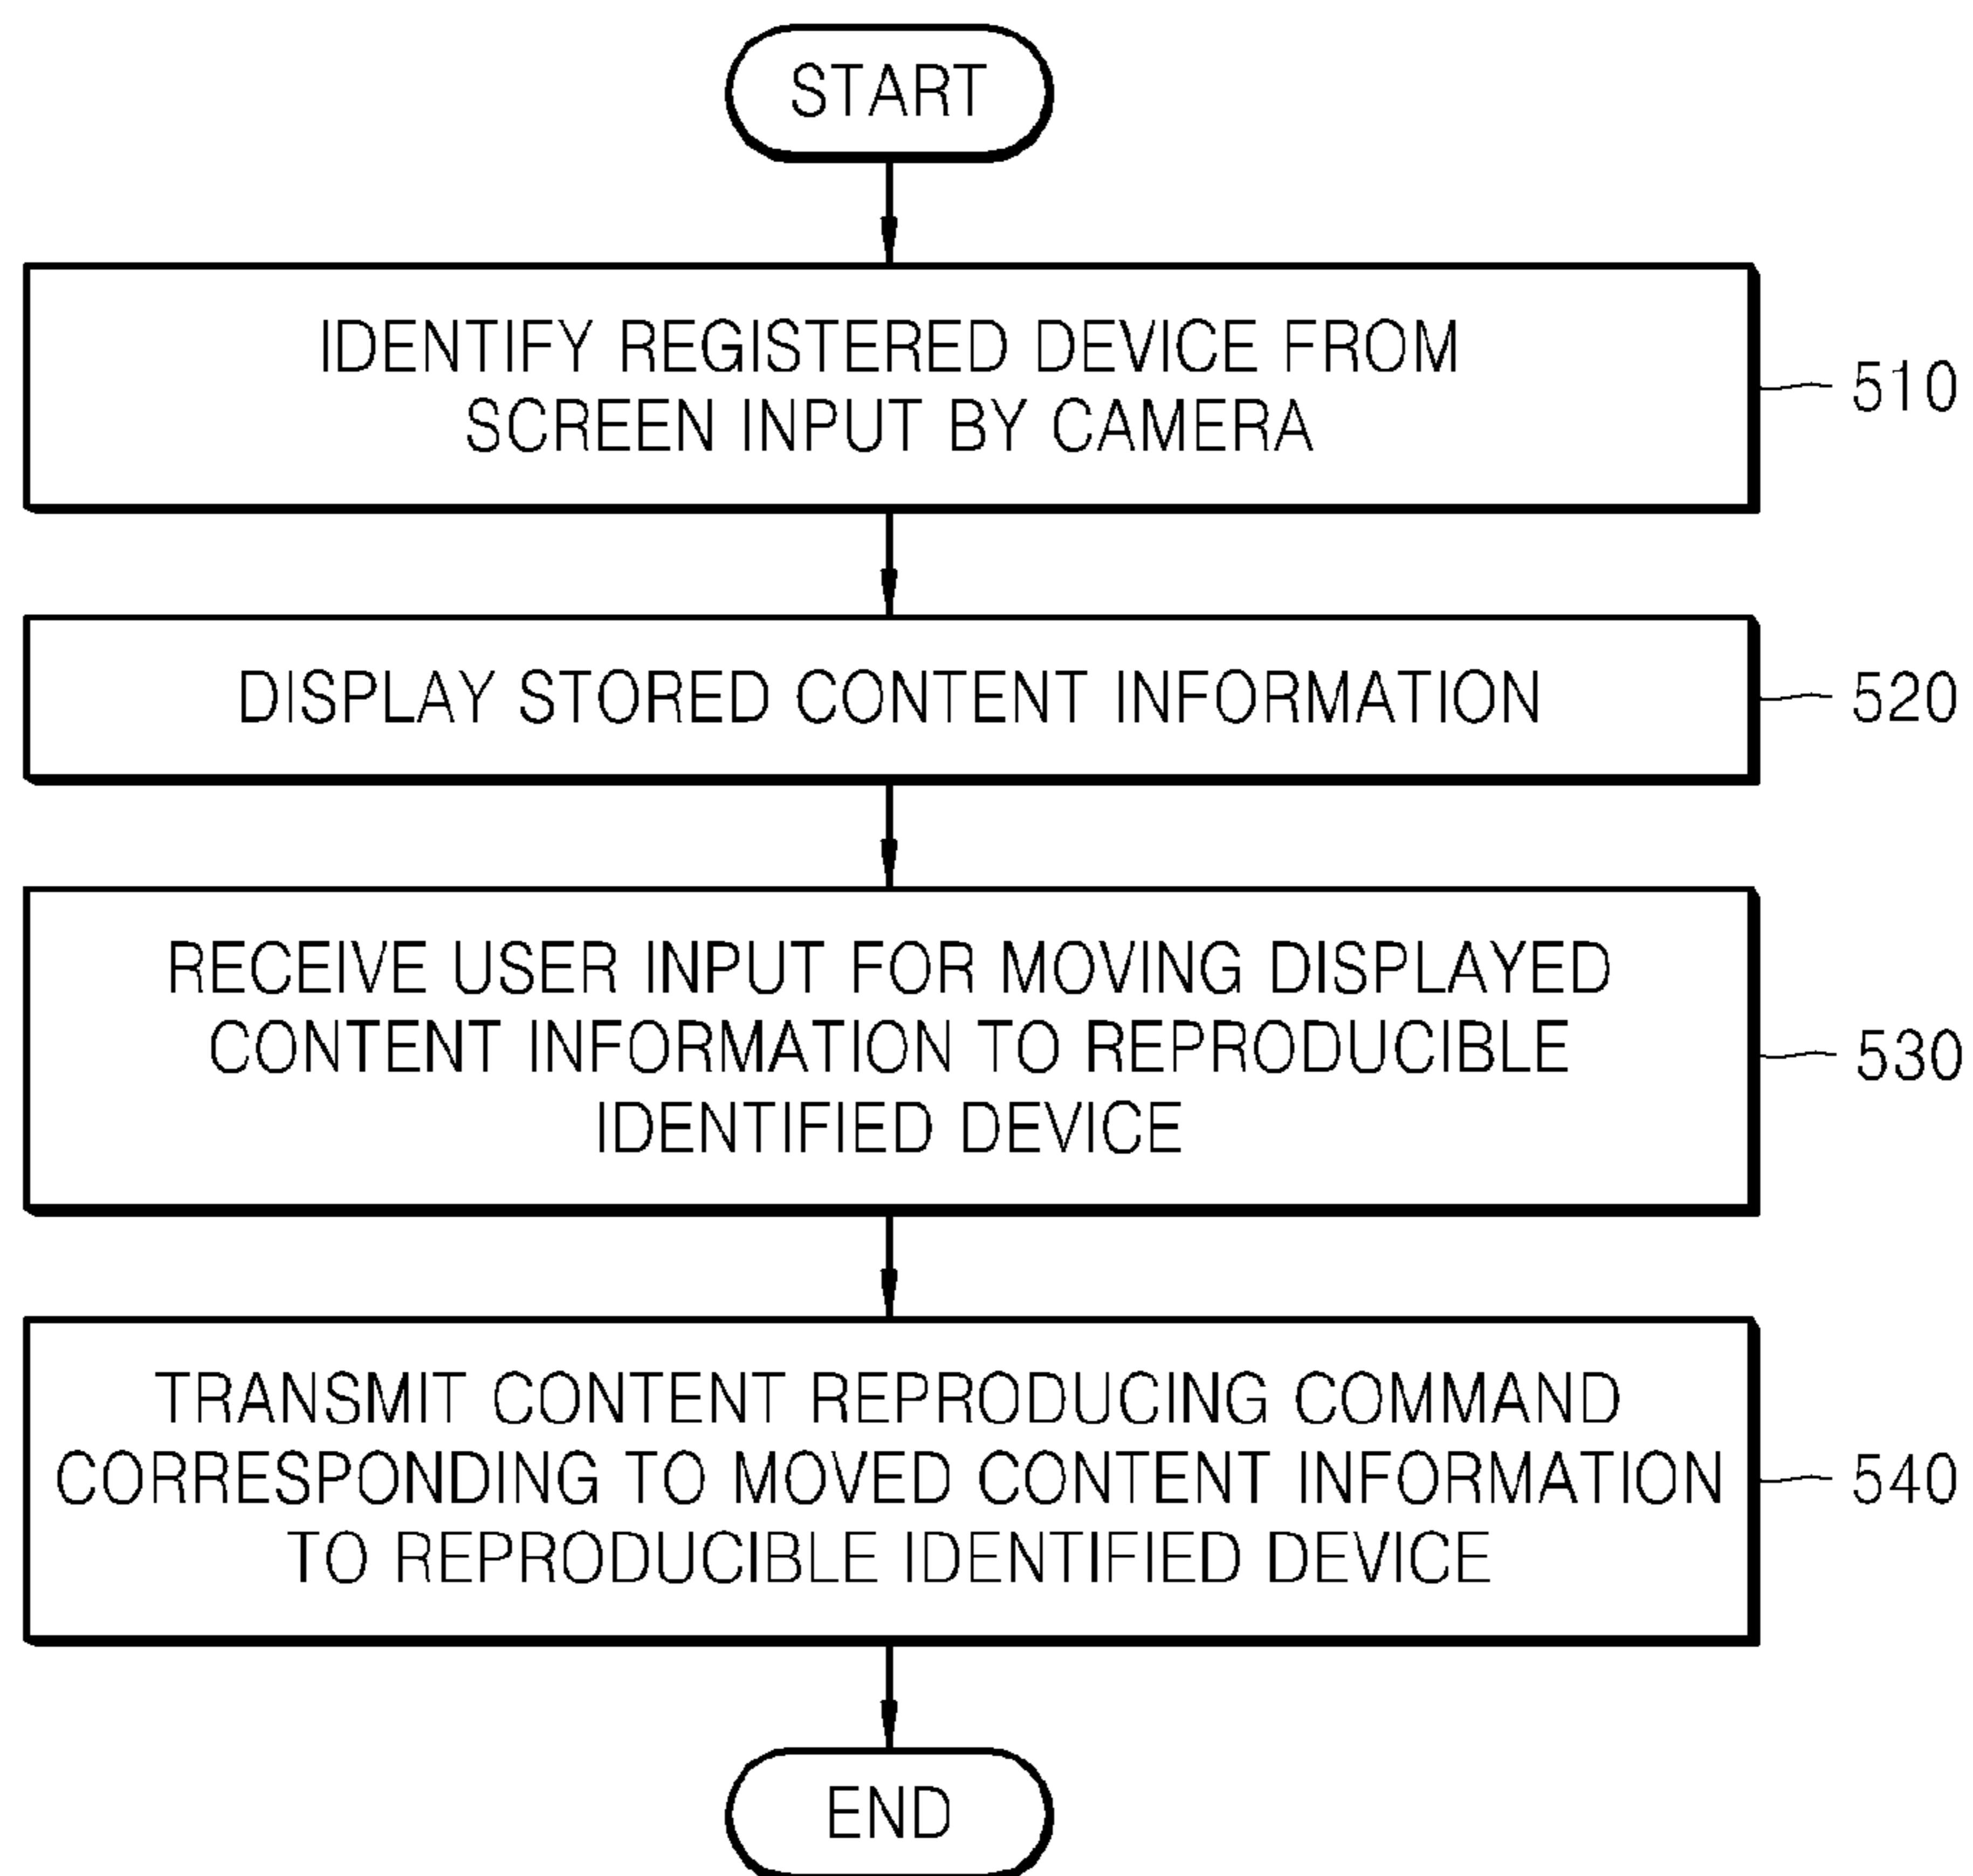 START
IDENTIFY REGISTERED DEVICE FROM
SCREEN INPUT BY CAMERA
510
DISPLAY STORED CONTENT INFORMATION
520
RECEIVE USER INPUT FOR MOVING DISPLAYED
CONTENT INFORMATION TO REPRODUCIBLE
IDENTIFIED DEVICE
530
TRANSMIT CONTENT REPRODUCING COMMAND
CORRESPONDING TO MOVED CONTENT INFORMATION
TO REPRODUCIBLE IDENTIFIED DEVICE
540
END